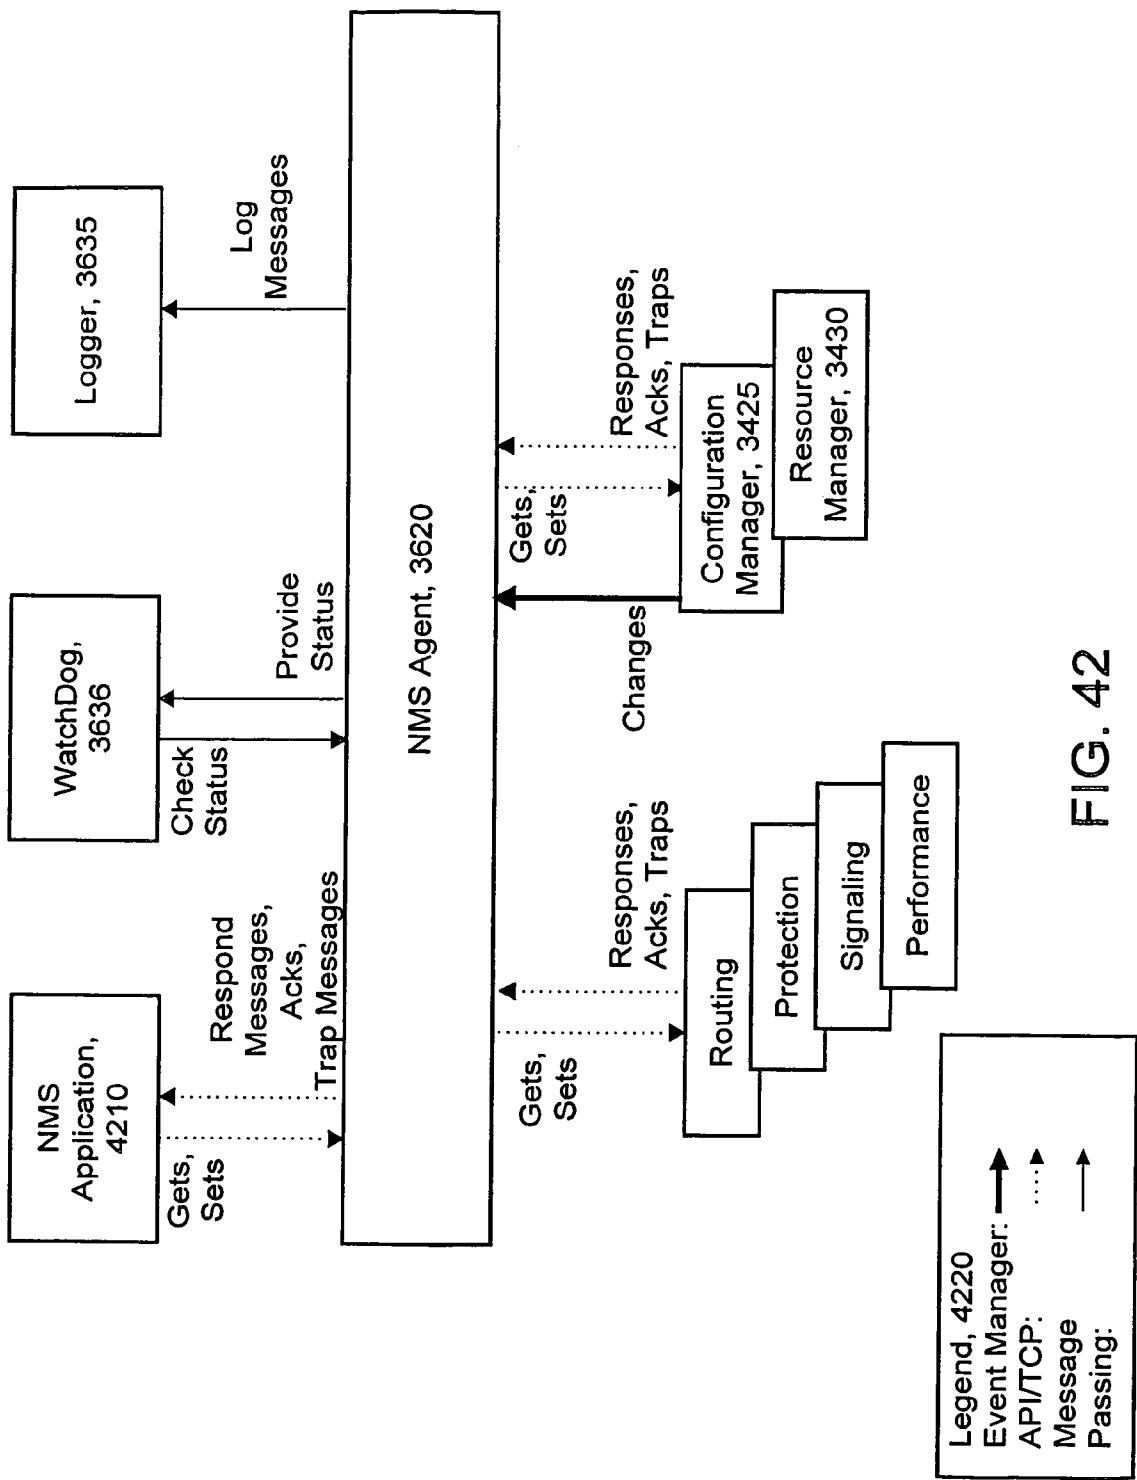 NMS
Application,
4210
WatchDog,
3636
Logger, 3635
Gets,
Sets
Respond
Messages,
Acks,
Trap Messages
Check
Status
Provide
Status
Log
Messages
NMS Agent, 3620
Gets,
Sets
Responses,
Acks, Traps
Changes
Gets,
Sets
Responses,
Acks, Traps
Routing
Protection
Signaling
Performance
Configuration
Manager, 3425
Resource
Manager, 3430
Legend, 4220
Event Manager:
API/TCP:
Message
Passing:
FIG. 42